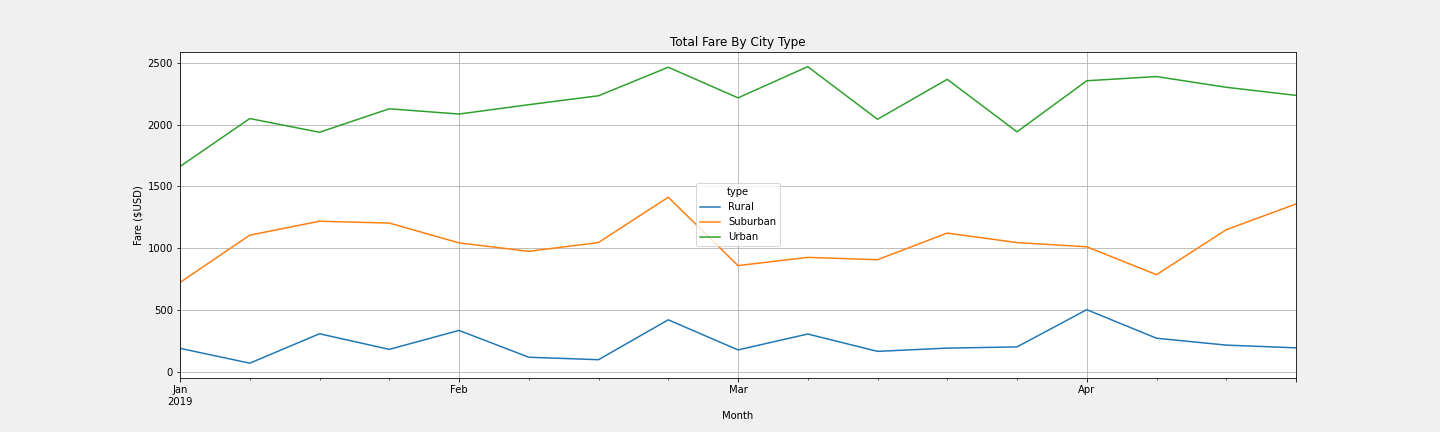 Total Fare By City Type
2500
2000
1500
1000
500
0
Fare ($USD)
type
Rural
Suburban
Urban
Jan
2019
Feb
Mar
Apr
Month